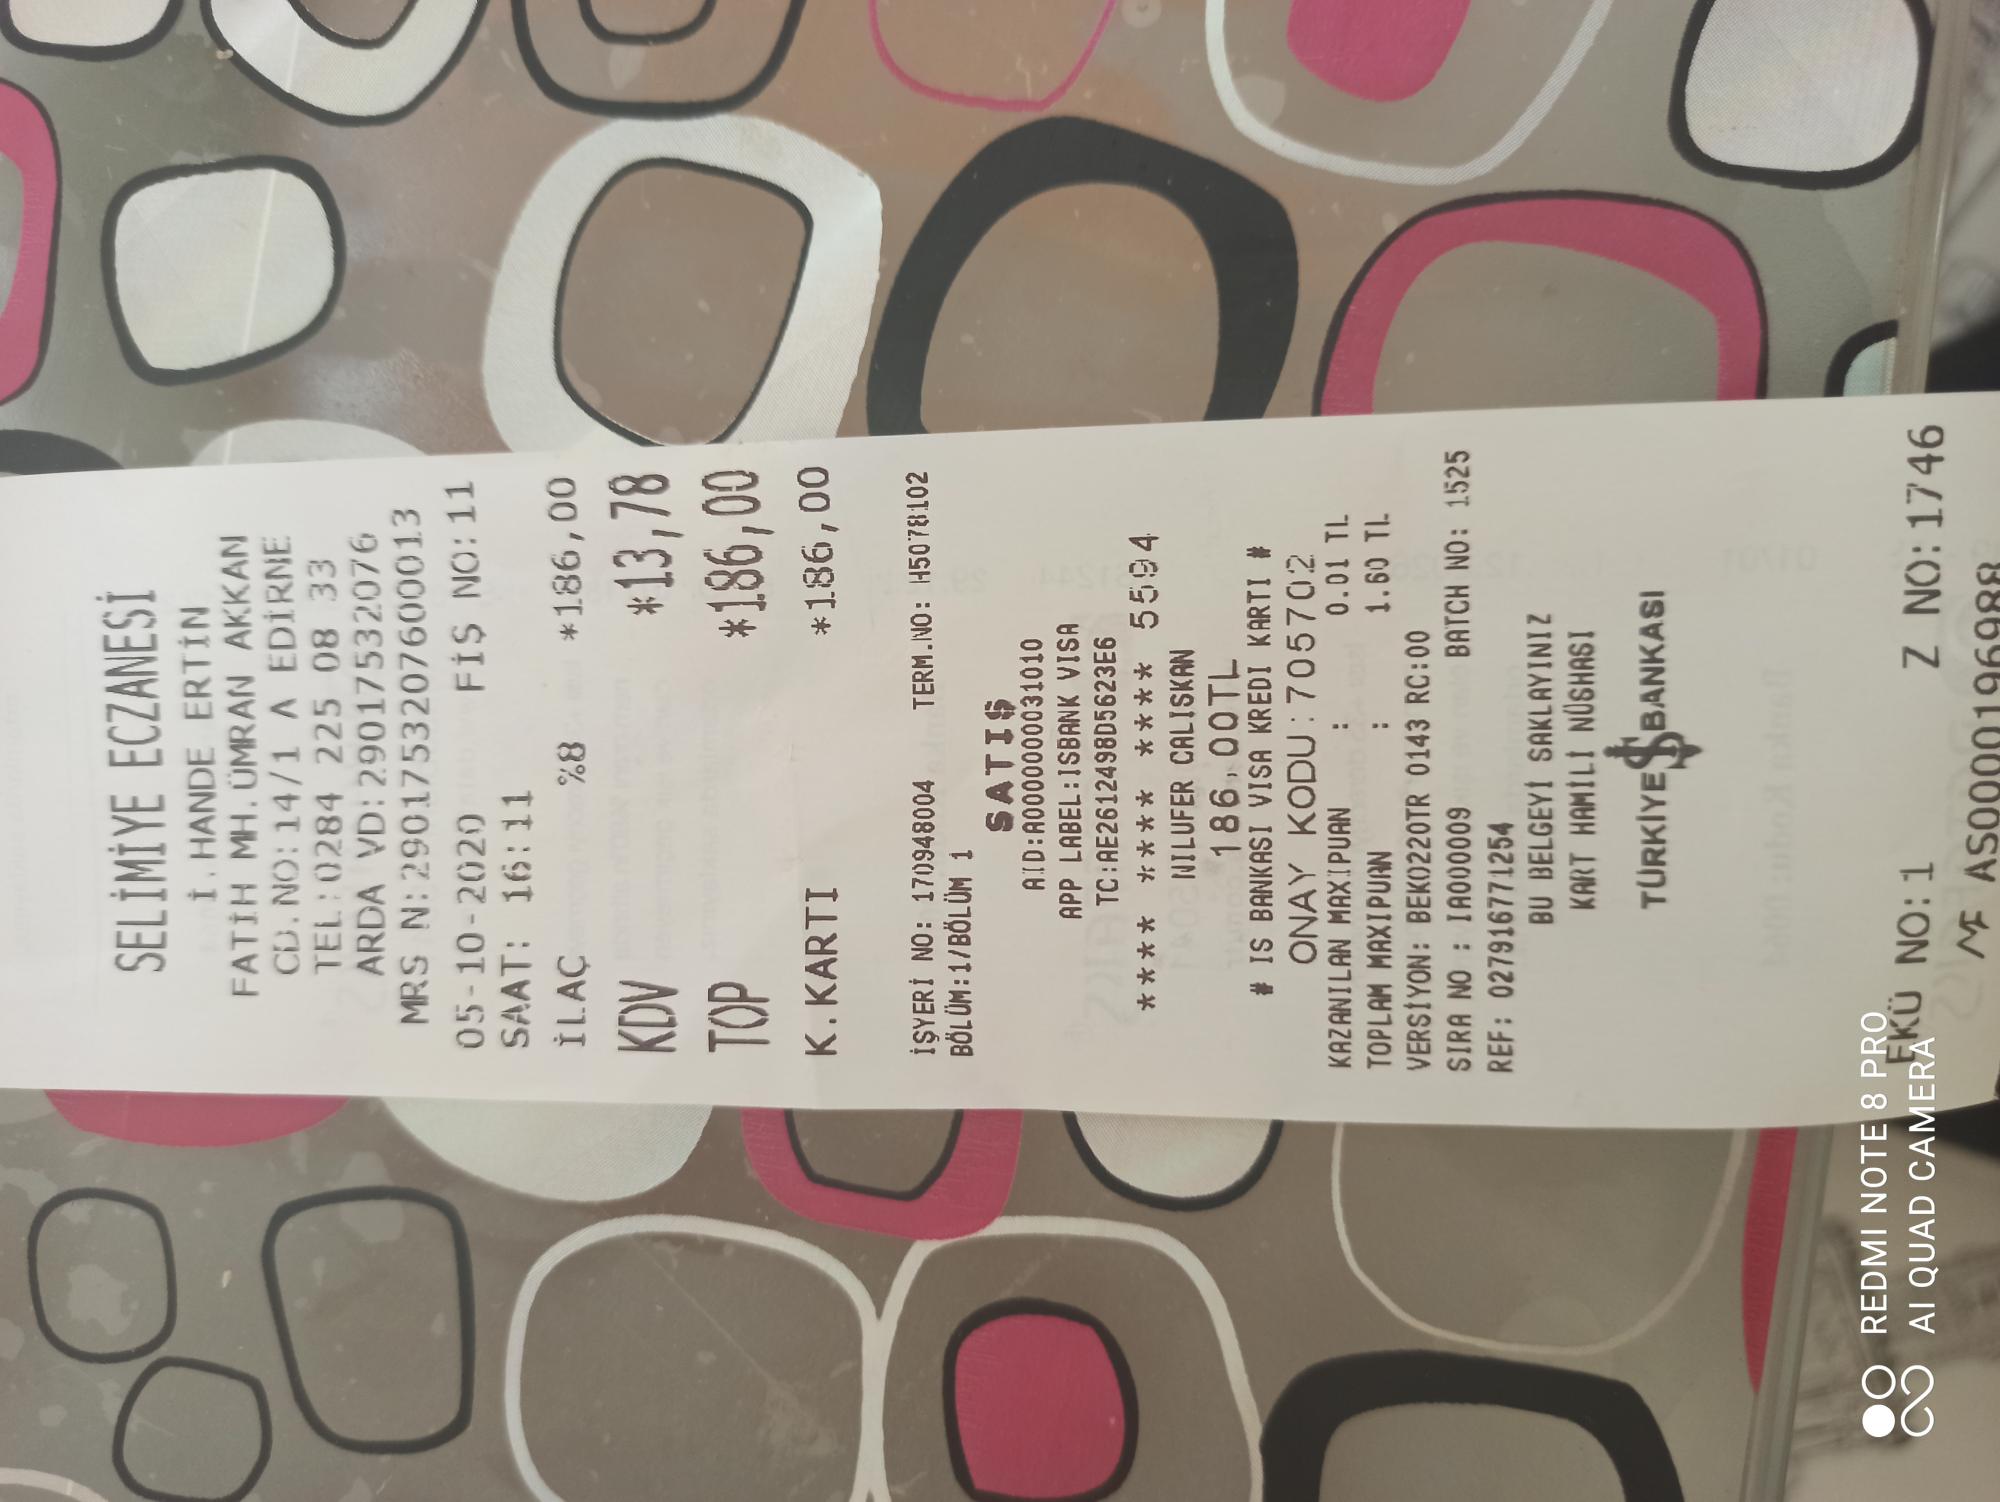 SELİMİYE ECZANESİ
İ.HANDE ERTİN
FATİH MH.ÜMRAN AKKAN
CD.NO:14/1 A EDİRNE
TEL:0284 225 08 33
ARDA VD:29017532076
MRS N:2901753207600013
05-10-2020 FİŞ NO:11
SAAT: 16:11
İLAÇ %8 *186,00
KDV *13,78
TOP *186,00
K.KARTI *186,00
İŞYERİ NO: 170948004 TERM.NO: H5078102
BÖLÜM:1/BÖLÜM 1
SATIŞ
AID:A0000000031010
APP LABEL:ISBANK VISA
TC:AE2612498D5623E6
**** **** **** 5594
NILUFER CALISKAN
186,00TL
# IS BANKASI VISA KREDI KARTI #
ONAY KODU:705702
KAZANILAN MAXIPUAN : 0.01 TL
TOPLAM MAXIPUAN : 1.60 TL
VERSİYON: BEKO220TR 0143 RC:00
SIRA NO : IA000009 BATCH NO: 1525
REF: 027916771254
BU BELGEYİ SAKLAYINIZ
KART HAMİLİ NÜSHASI
TÜRKİYE İŞ BANKASI
EKÜ NO:1 Z NO:1746
MF AS0000196988
REDMI NOTE 8 PRO
AI QUAD CAMERA